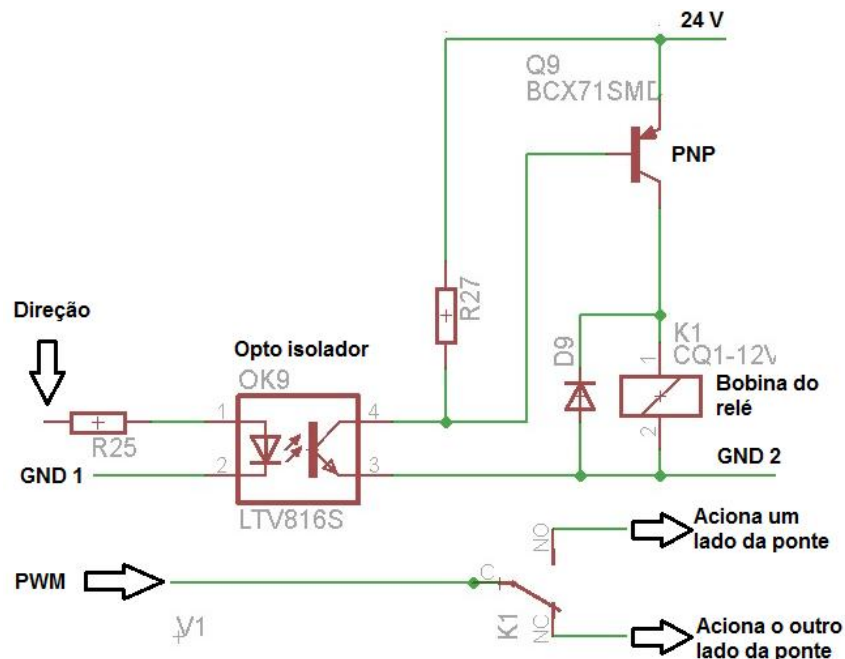 24 V
Q9
BCX71SMD
PNP
R27
Direção
Opto isolador
OK9
D9
K1
CQ1-12V
1
Bobina do
relé
2
1
4
R25
2
3
GND 1
GND 2
LTV816S
NO
Aciona um
lado da ponte
PWM
C
V1
K1
NC
Aciona o outro
lado da ponte